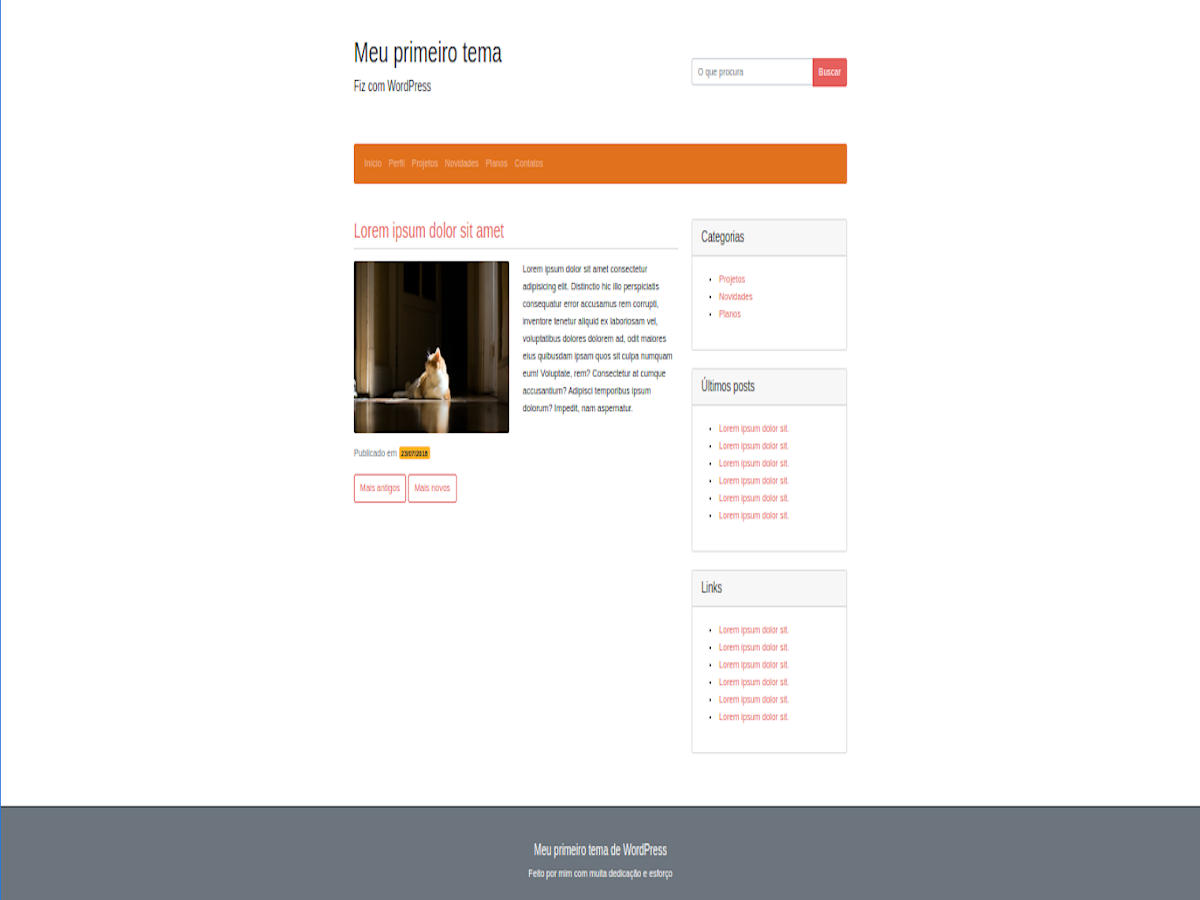 Meu primeiro tema
Fiz com WordPress
O que procura
Buscar
Início Perfil Projetos Novidades Planos Contatos
Lorem ipsum dolor sit amet
Lorem ipsum dolor sit amet consectetur
adipisicing elit. Distinctio hic illo perspiciatis
consequatur error accusamus rem corrupti,
inventore tenetur aliquid ex laboriosam vel,
voluptatibus dolores dolorem ad, odit maiores
eius quibusdam ipsam quos sit culpa numquam
eum! Voluptate, rem? Consectetur at cumque
accusantium? Adipisci temporibus ipsum
dolorum? Impedit, nam aspernatur.
Publicado em 23/07/2018
Mais antigos
Mais novos
Categorias
Projetos
Novidades
Planos
Últimos posts
Lorem ipsum dolor sit.
Lorem ipsum dolor sit.
Lorem ipsum dolor sit.
Lorem ipsum dolor sit.
Lorem ipsum dolor sit.
Lorem ipsum dolor sit.
Links
Lorem ipsum dolor sit.
Lorem ipsum dolor sit.
Lorem ipsum dolor sit.
Lorem ipsum dolor sit.
Lorem ipsum dolor sit.
Lorem ipsum dolor sit.
Meu primeiro tema de WordPress
Feito por mim com muita dedicação e esforço